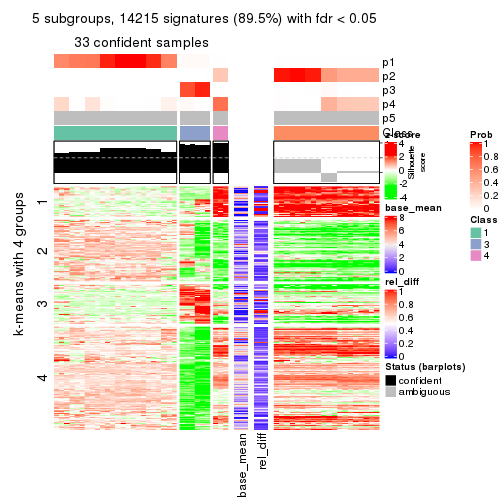 5 subgroups, 14215 signatures (89.5%) with fdr < 0.05
33 confident samples
p1
p2
p3
p4
p5
Class
z-score
4
2
0
-2
-4
Silhouette
score
Prob
1
0.8
0.6
0.4
0.2
0
base_mean
8
6
4
2
0
Class
1
3
4
rel_diff
1
0.8
0.6
0.4
0.2
0
Status (barplots)
confident
ambiguous
k-means with 4 groups
1
2
3
4
base_mean
rel_diff